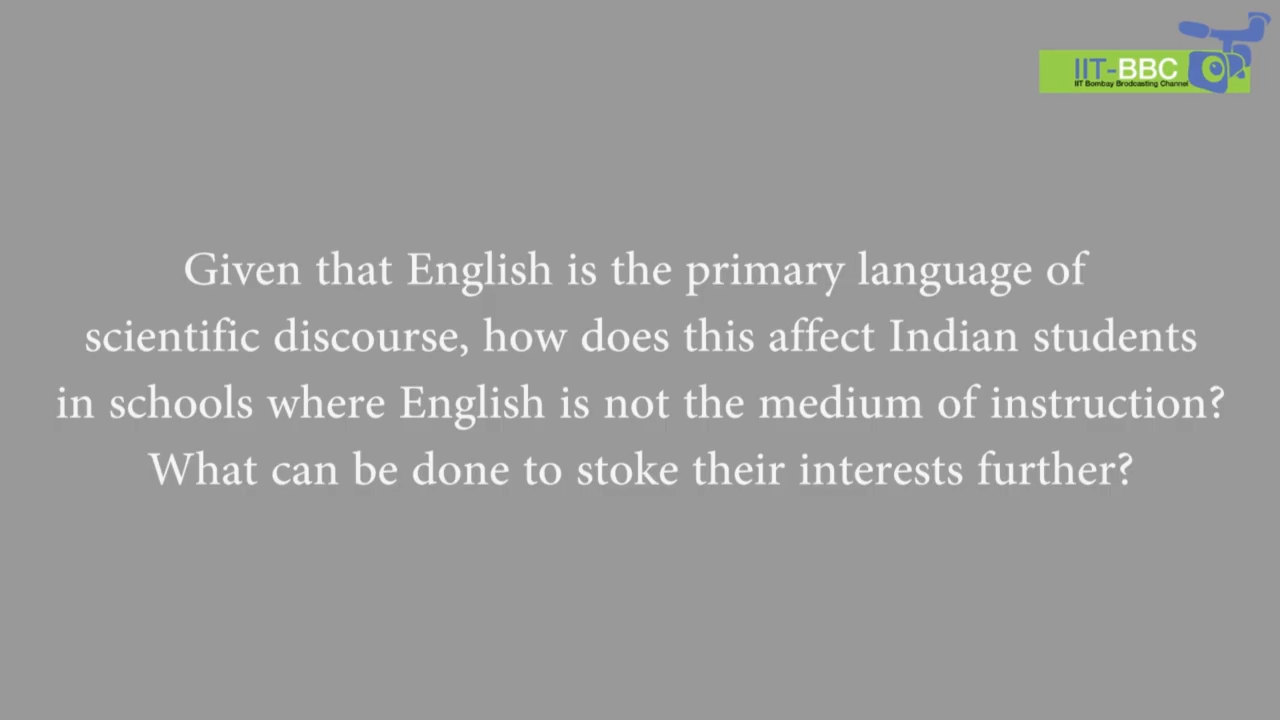 IIT-BBC
IIT Bombay Brodcasting Channel
Given that English is the primary language of
scientific discourse, how does this affect Indian students
in schools where English is not the medium of instruction?
What can be done to stoke their interests further?